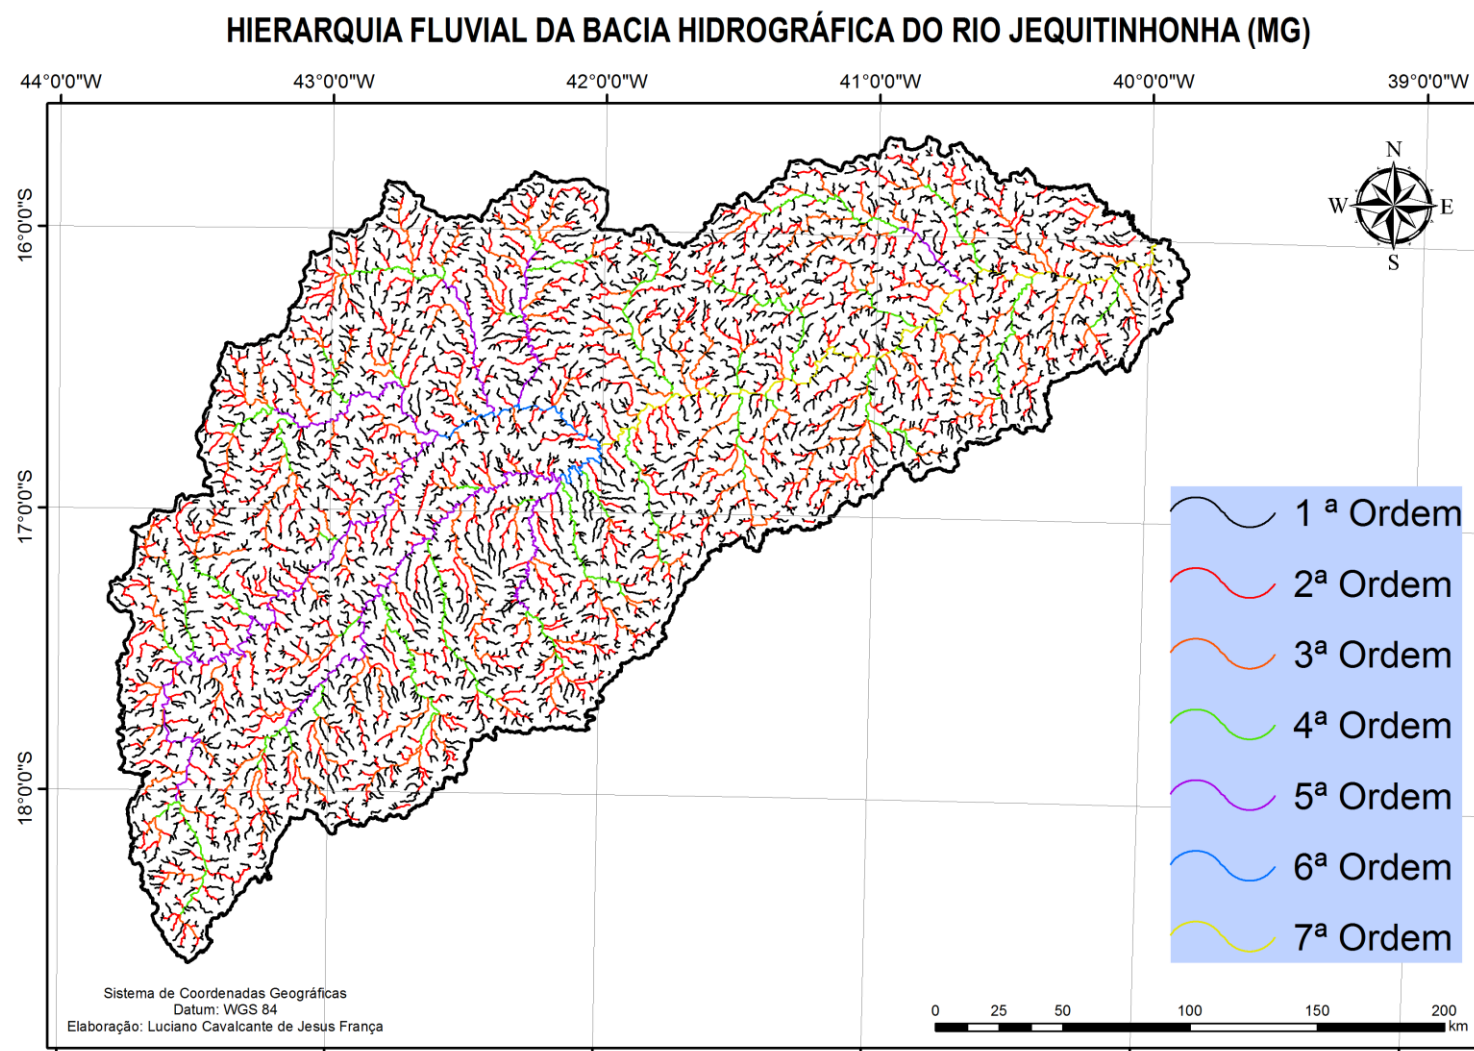 HIERARQUIA FLUVIAL DA BACIA HIDROGRÁFICA DO RIO JEQUITINHONHA (MG)
44°0'0"W 43°0'0"W 42°0'0"W 41°0'0"W 40°0'0"W 39°0'0"W
16°0'0"S
17°0'0"S
18°0'0"S
N
W E
S
1 ª Ordem
2ª Ordem
3ª Ordem
4ª Ordem
5ª Ordem
6ª Ordem
7ª Ordem
Sistema de Coordenadas Geográficas
Datum: WGS 84
Elaboração: Luciano Cavalcante de Jesus França
0 25 50 100 150 200
km